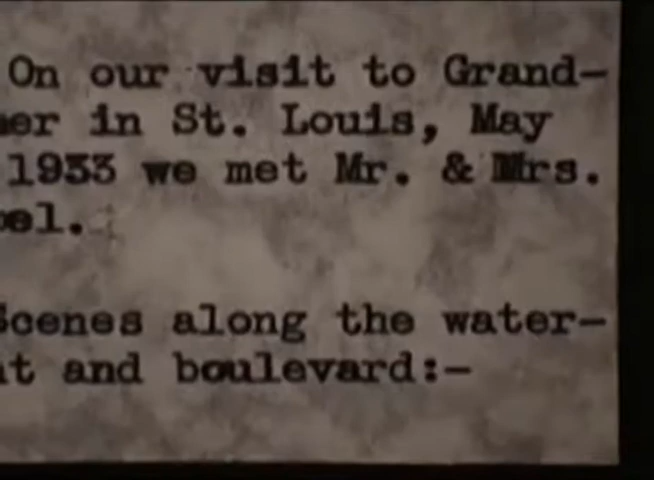 On our visit to Grand-
er in St. Louis, May
1933 we met Mr. & Mrs.
el.
Scenes along the water-
t and boulevard:-